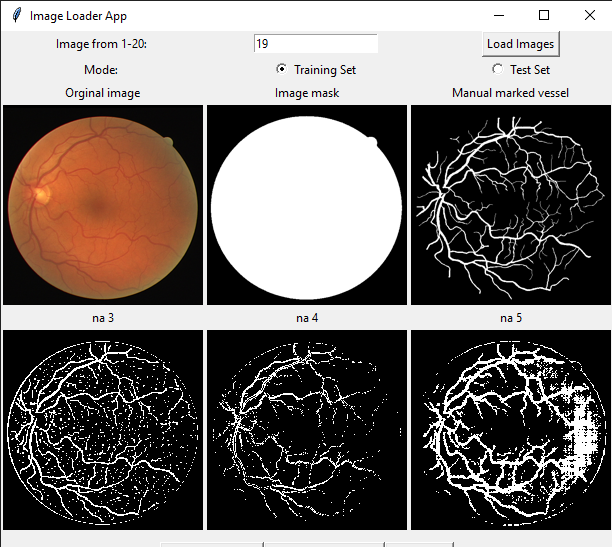 Image Loader App
Image from 1-20: 19 Load Images
Mode: Training Set Test Set
Orginal image Image mask Manual marked vessel
na 3 na 4 na 5